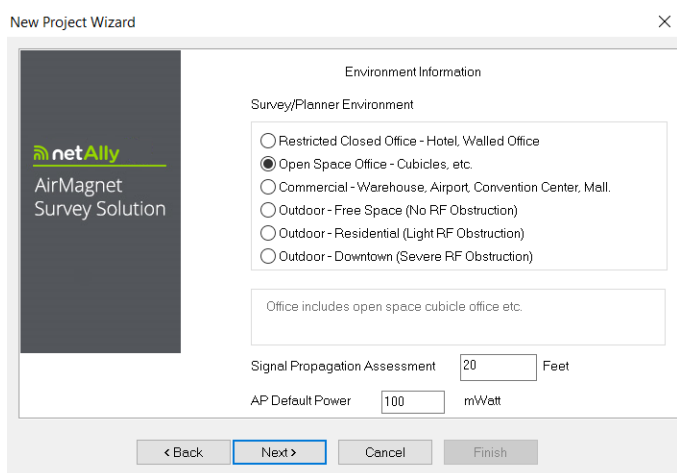 New Project Wizard
Environment Information
Survey/Planner Environment
netAlly
AirMagnet
Survey Solution
Restricted Closed Office - Hotel, Walled Office
Open Space Office - Cubicles, etc.
Commercial - Warehouse, Airport, Convention Center, Mall.
Outdoor - Free Space (No RF Obstruction)
Outdoor - Residential (Light RF Obstruction)
Outdoor - Downtown (Severe RF Obstruction)
Office includes open space cubicle office etc.
Signal Propagation Assessment 20 Feet
AP Default Power 100 mWatt
< Back Next > Cancel Finish